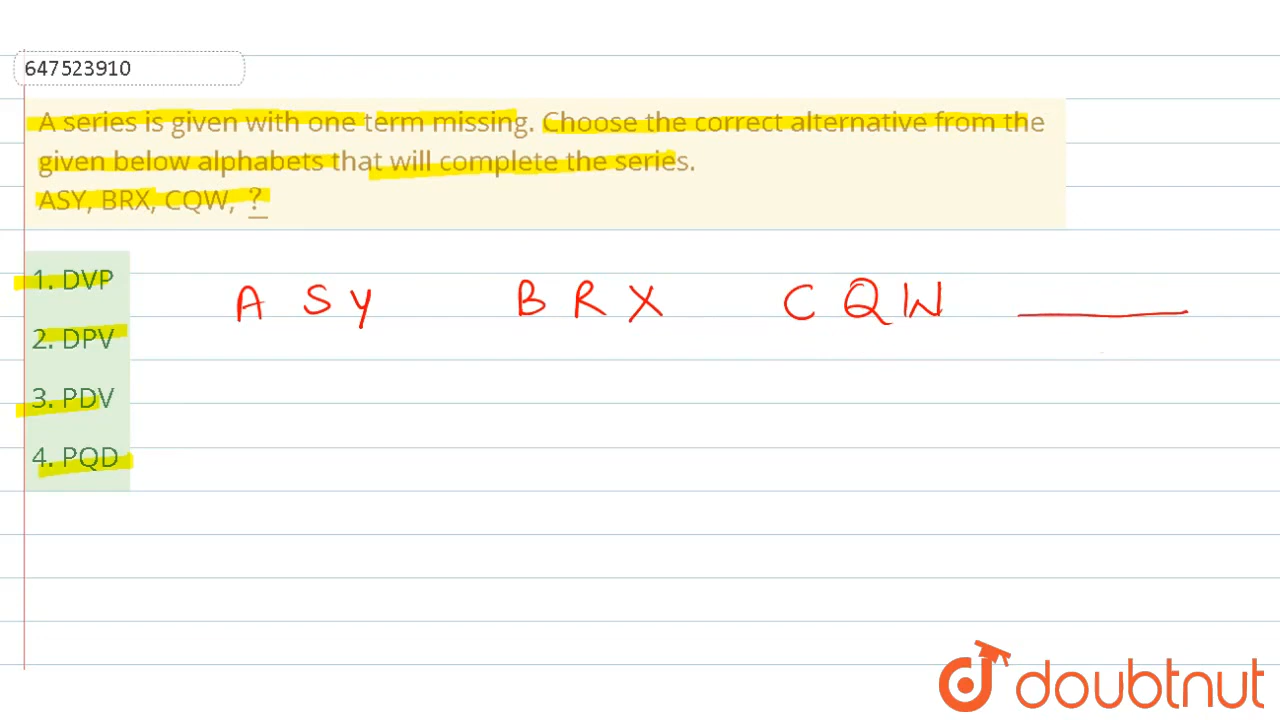 647523910
A series is given with one term missing. Choose the correct alternative from the
given below alphabets that will complete the series.
ASY, BRX, CQW, ?
1. DVP
2. DPV
3. PDV
4. PQD
A S Y B R X C Q W ____
doubtnut